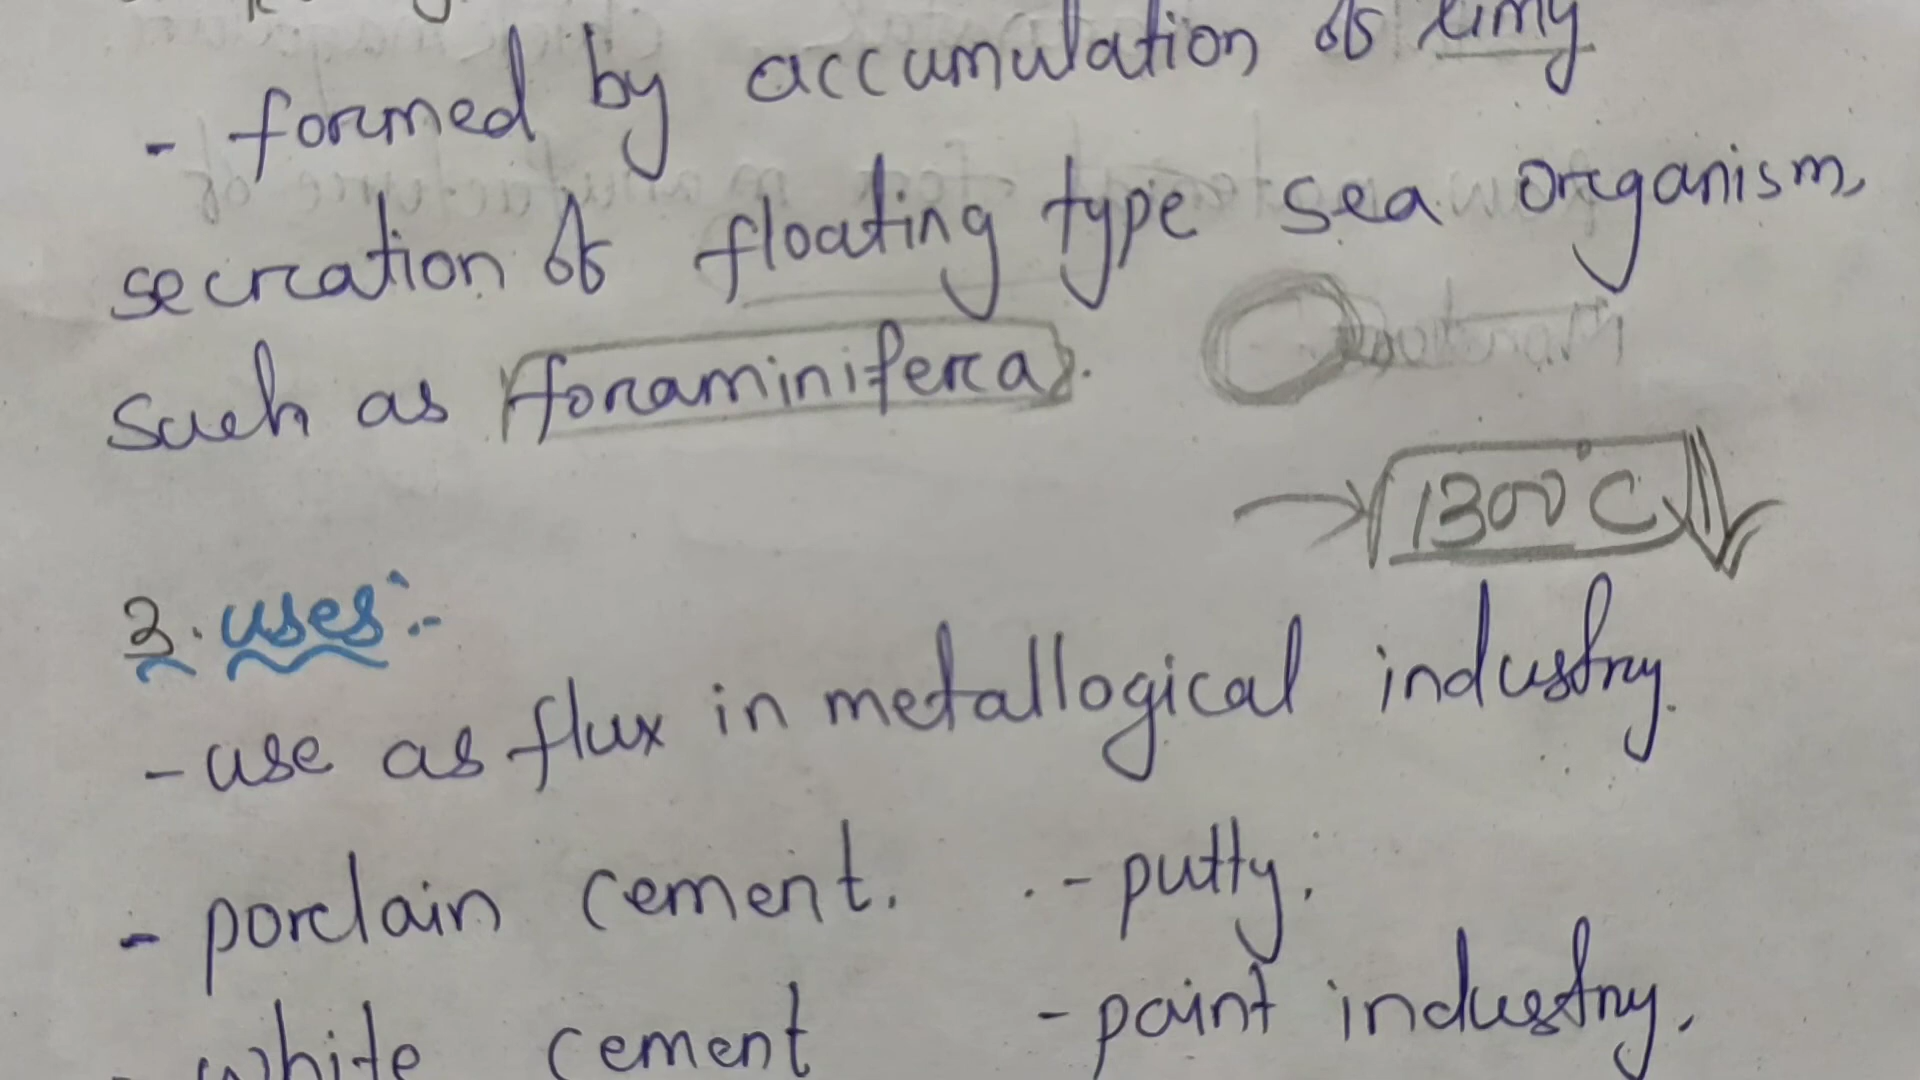 - formed by accumulation of limy
secreation of floating type sea organism,
such as foraminifera.
→ 1300°C
3. uses:-
- use as flux in metallogical industry.
- porclain cement. - putty.
- white cement - paint industry.